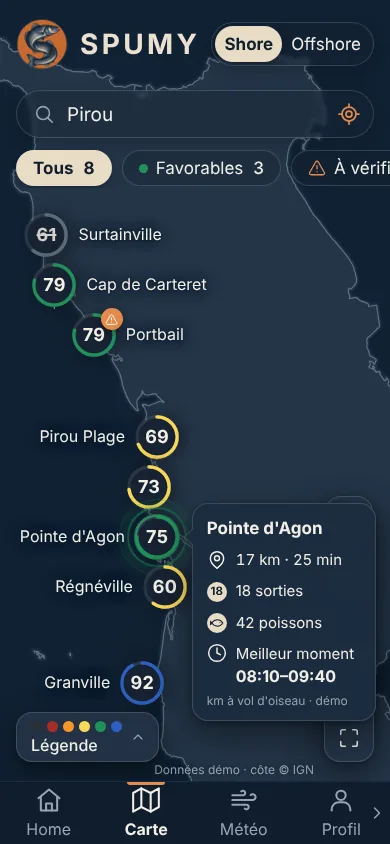 SPUMY
Shore Offshore
Pirou
Tous 8 Favorables 3 À vérifi
61 Surtainville
79 Cap de Carteret
79 Portbail
Pirou Plage 69
73
Pointe d'Agon 75
Régnéville 60
Granville 92
Pointe d'Agon
17 km · 25 min
18 18 sorties
42 poissons
Meilleur moment
08:10–09:40
km à vol d'oiseau · démo
Légende
Données démo · côte © IGN
Home Carte Météo Profil